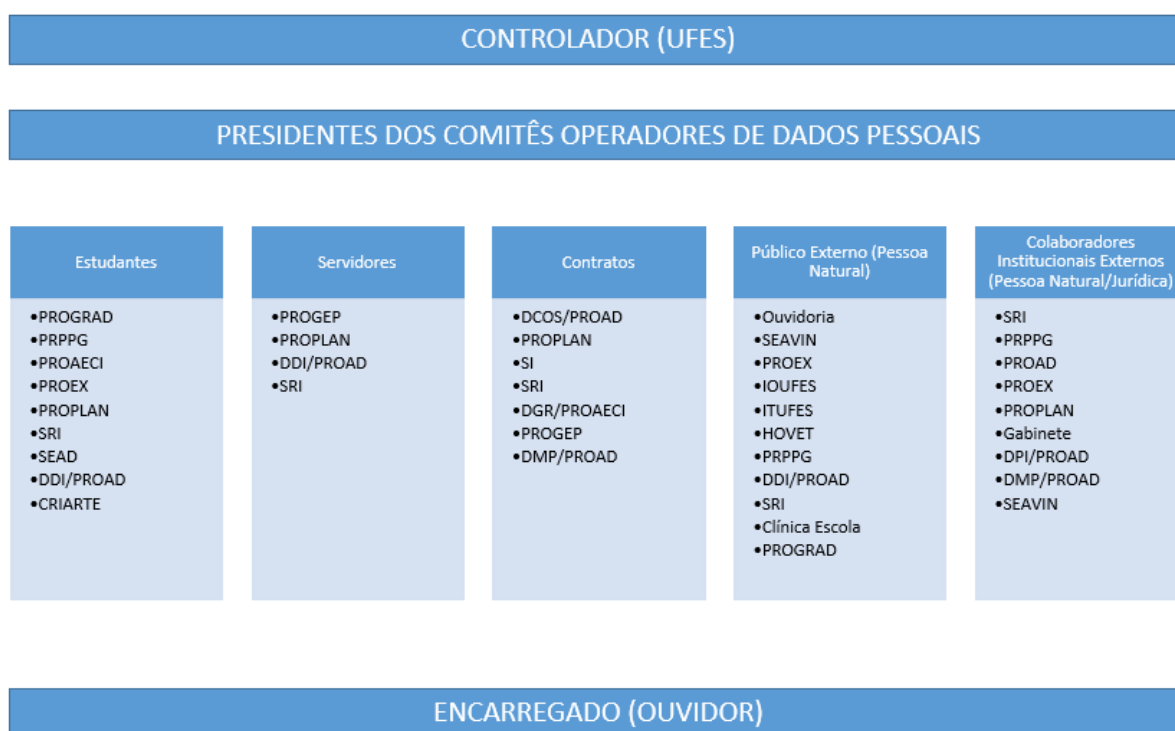 CONTROLADOR (UFES)
PRESIDENTES DOS COMITÊS OPERADORES DE DADOS PESSOAIS
Estudantes
•PROGRAD
•PRPPG
•PROAECI
•PROEX
•PROPLAN
•SRI
•SEAD
•DDI/PROAD
•CRIARTE
Servidores
•PROGEP
•PROPLAN
•DDI/PROAD
•SRI
Contratos
•DCOS/PROAD
•PROPLAN
•SI
•SRI
•DGR/PROAECI
•PROGEP
•DMP/PROAD
Público Externo (Pessoa
Natural)
•Ouvidoria
•SEAVIN
•PROEX
•IOUFES
•ITUFES
•HOVET
•PRPPG
•DDI/PROAD
•SRI
•Clínica Escola
•PROGRAD
Colaboradores
Institucionais Externos
(Pessoa Natural/Jurídica)
•SRI
•PRPPG
•PROAD
•PROEX
•PROPLAN
•Gabinete
•DPI/PROAD
•DMP/PROAD
•SEAVIN
ENCARREGADO (OUVIDOR)